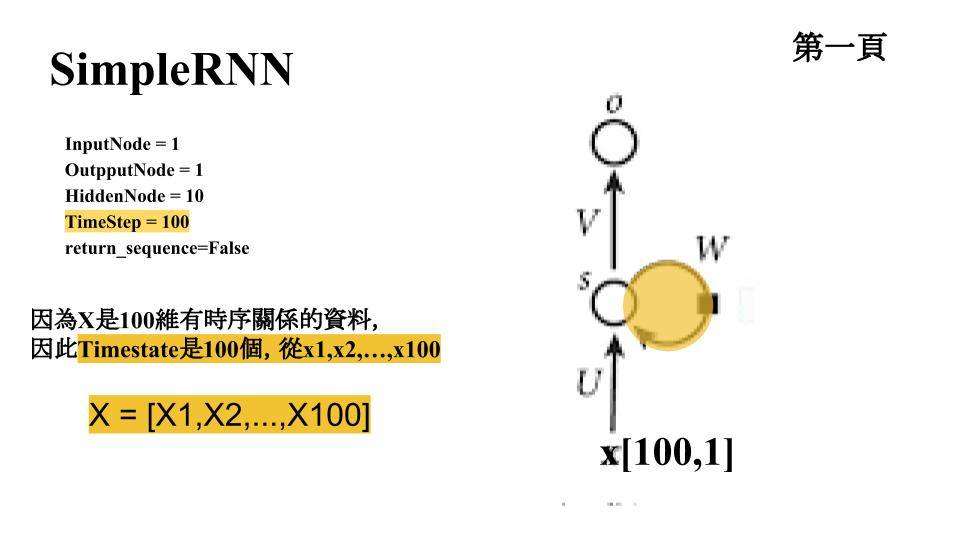 第一頁
SimpleRNN
InputNode = 1
OutpputNode = 1
HiddenNode = 10
TimeStep = 100
return_sequence=False
因為X是100維有時序關係的資料，
因此Timestate是100個，從x1,x2,…,x100
X = [X1,X2,...,X100]
o
V
W
s
U
x[100,1]